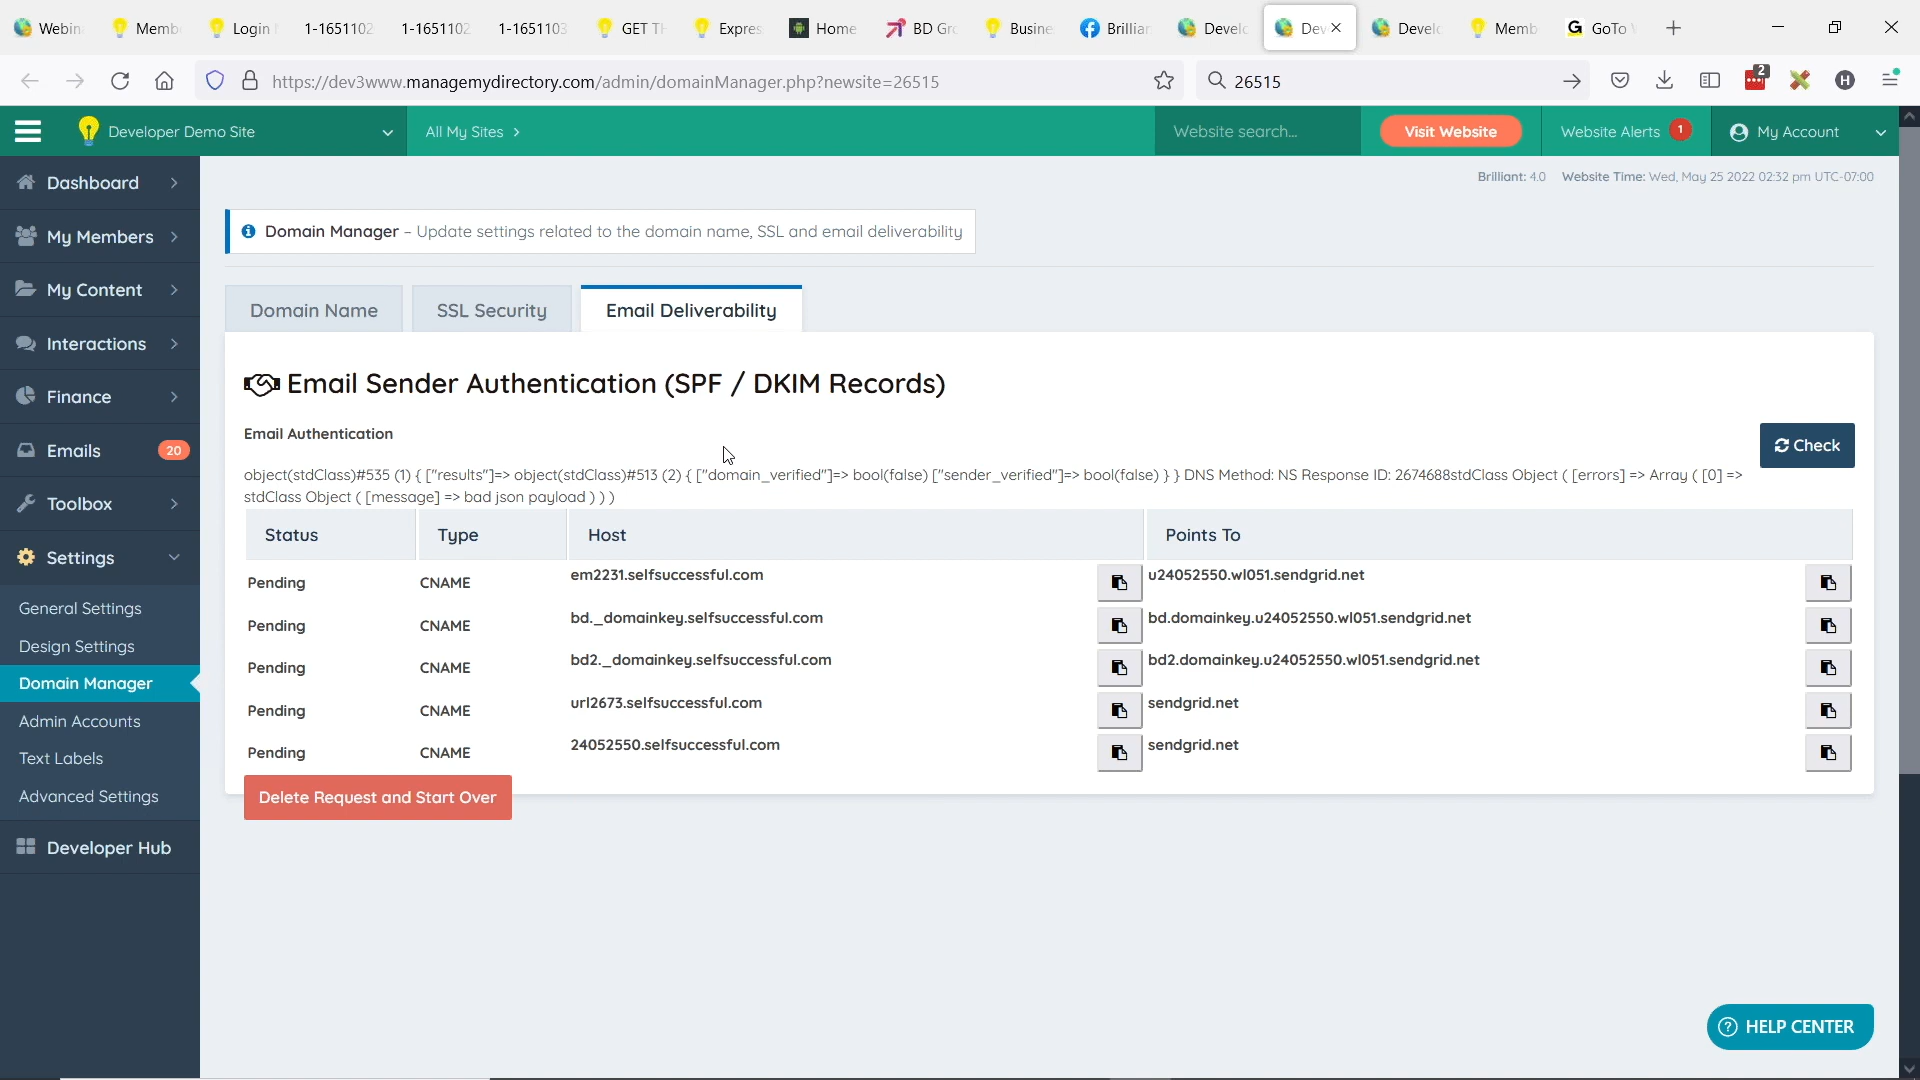 Webin
Memb
Login
1-1651102
1-1651102
1-1651103
GET TH
Expres
Home
BD Gro
Busine
Brillian
Develo
Dev
Develo
Memb
G GoTo
https://dev3www.managemydirectory.com/admin/domainManager.php?newsite=26515
26515
2
H
Developer Demo Site
All My Sites
Website search...
Visit Website
Website Alerts 1
My Account
Brilliant: 4.0 Website Time: Wed, May 25 2022 02:32 pm UTC-07:00
Dashboard
My Members
My Content
Interactions
Finance
Emails 20
Toolbox
Settings
General Settings
Design Settings
Domain Manager
Admin Accounts
Text Labels
Advanced Settings
Developer Hub
Domain Manager - Update settings related to the domain name, SSL and email deliverability
Domain Name
SSL Security
Email Deliverability
Email Sender Authentication (SPF / DKIM Records)
Email Authentication
Check
object(stdClass)#535 (1) { ["results"]=> object(stdClass)#513 (2) { ["domain_verified"]=> bool(false) ["sender_verified"]=> bool(false) } } DNS Method: NS Response ID: 2674688stdClass Object ( [errors] => Array ( [0] =>
stdClass Object ( [message] => bad json payload ) ) )
Status Type Host Points To
Pending CNAME em2231.selfsuccessful.com u24052550.wl051.sendgrid.net
Pending CNAME bd._domainkey.selfsuccessful.com bd.domainkey.u24052550.wl051.sendgrid.net
Pending CNAME bd2._domainkey.selfsuccessful.com bd2.domainkey.u24052550.wl051.sendgrid.net
Pending CNAME url2673.selfsuccessful.com sendgrid.net
Pending CNAME 24052550.selfsuccessful.com sendgrid.net
Delete Request and Start Over
HELP CENTER